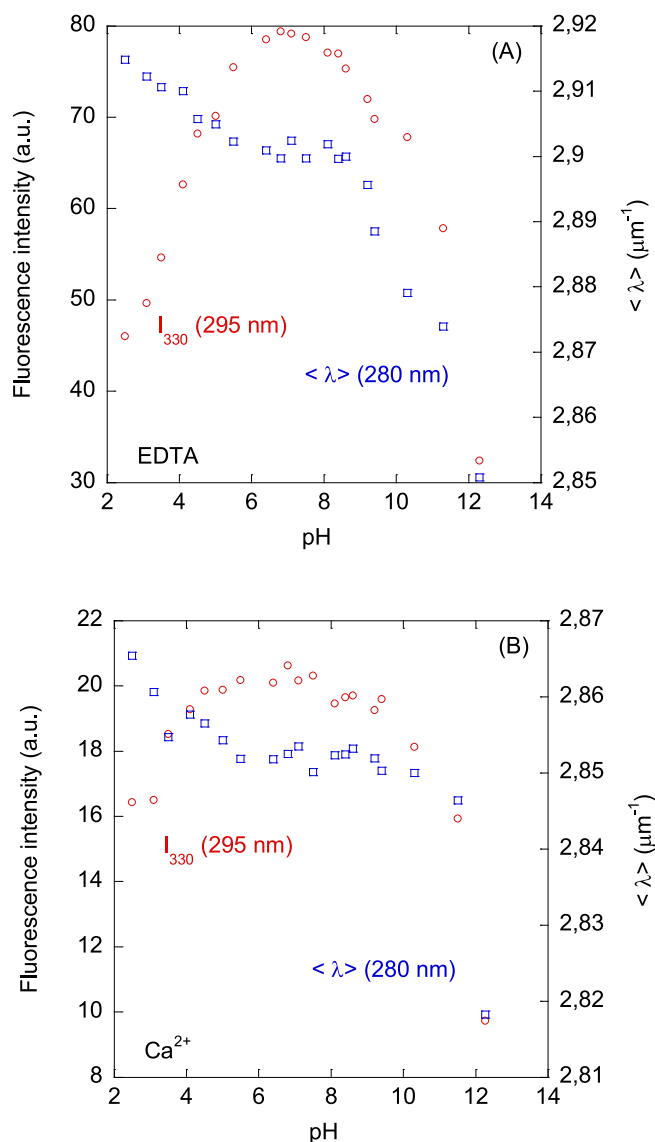 (A)
Fluorescence intensity (a.u.)
80
70
60
50
40
30
2,92
2,91
2,9
2,89
2,88
2,87
2,86
2,85
< λ> (μm⁻¹)
I₃₃₀ (295 nm)
< λ> (280 nm)
EDTA
2 4 6 8 10 12 14
pH
(B)
Fluorescence intensity (a.u.)
22
20
18
16
14
12
10
8
2,87
2,86
2,85
2,84
2,83
2,82
2,81
< λ> (μm⁻¹)
I₃₃₀ (295 nm)
< λ> (280 nm)
Ca²⁺
2 4 6 8 10 12 14
pH